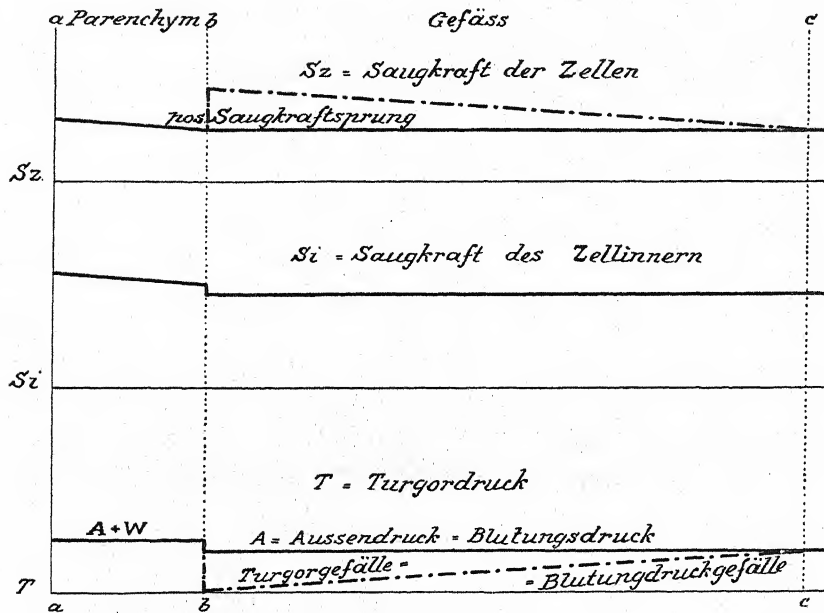 a Parenchym b Gefäss c
Sz = Saugkraft der Zellen
pos. Saugkraftsprung
Sz
Si = Saugkraft des Zellinnern
Si
T = Turgordruck
A+W A = Aussendruck = Blutungsdruck
Turgorgefälle = = Blutungdruckgefälle
T
a b c